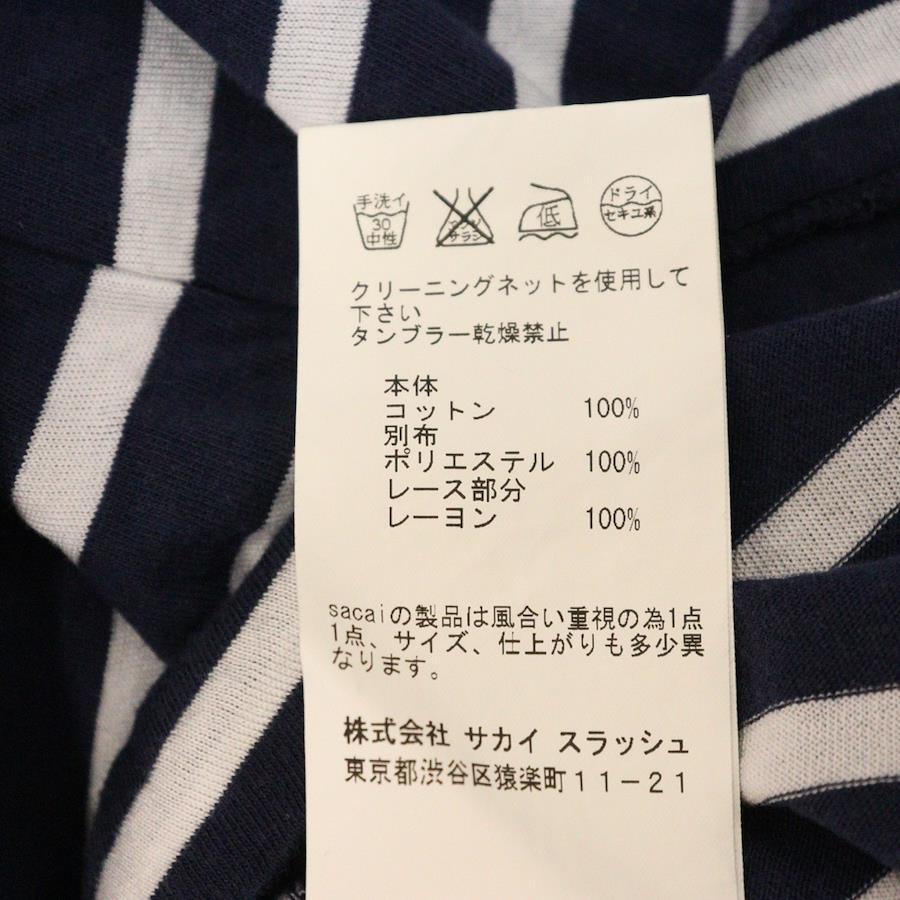 手洗イ
30
中性
エンソ
サラシ
低
ドライ
セキユ系
クリーニングネットを使用して
下さい
タンブラー乾燥禁止
本体
コットン 100%
別布
ポリエステル 100%
レース部分
レーヨン 100%
sacaiの製品は風合い重視の為1点
1点、サイズ、仕上がりも多少異
なります。
株式会社 サカイ スラッシュ
東京都渋谷区猿楽町11-21